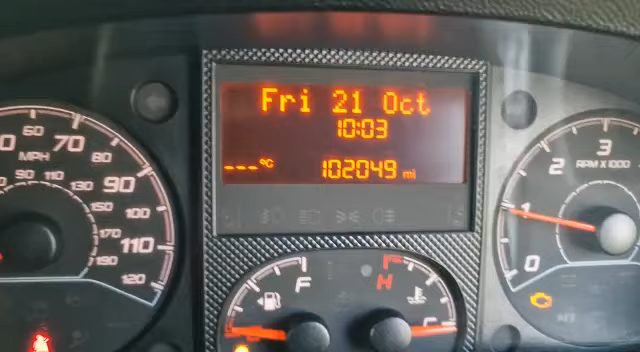 Fri 21 Oct
10:03
---°C 102049 mi
60 70 80 90 100 110 120
MPH
90 110 130 150 170 190
F
H
C
0 1 2 3
RPM X 1000